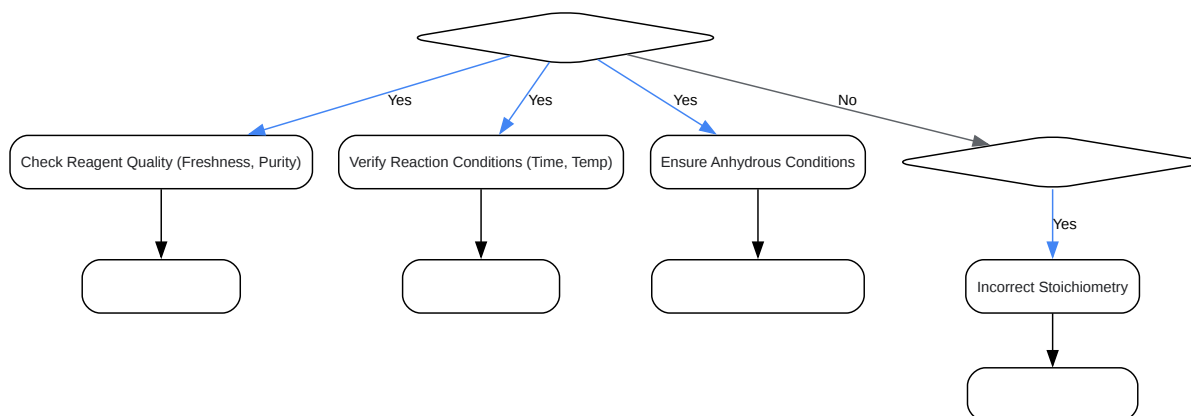 Yes
Yes
Yes
No
Check Reagent Quality (Freshness, Purity)
Verify Reaction Conditions (Time, Temp)
Ensure Anhydrous Conditions
Yes
Incorrect Stoichiometry